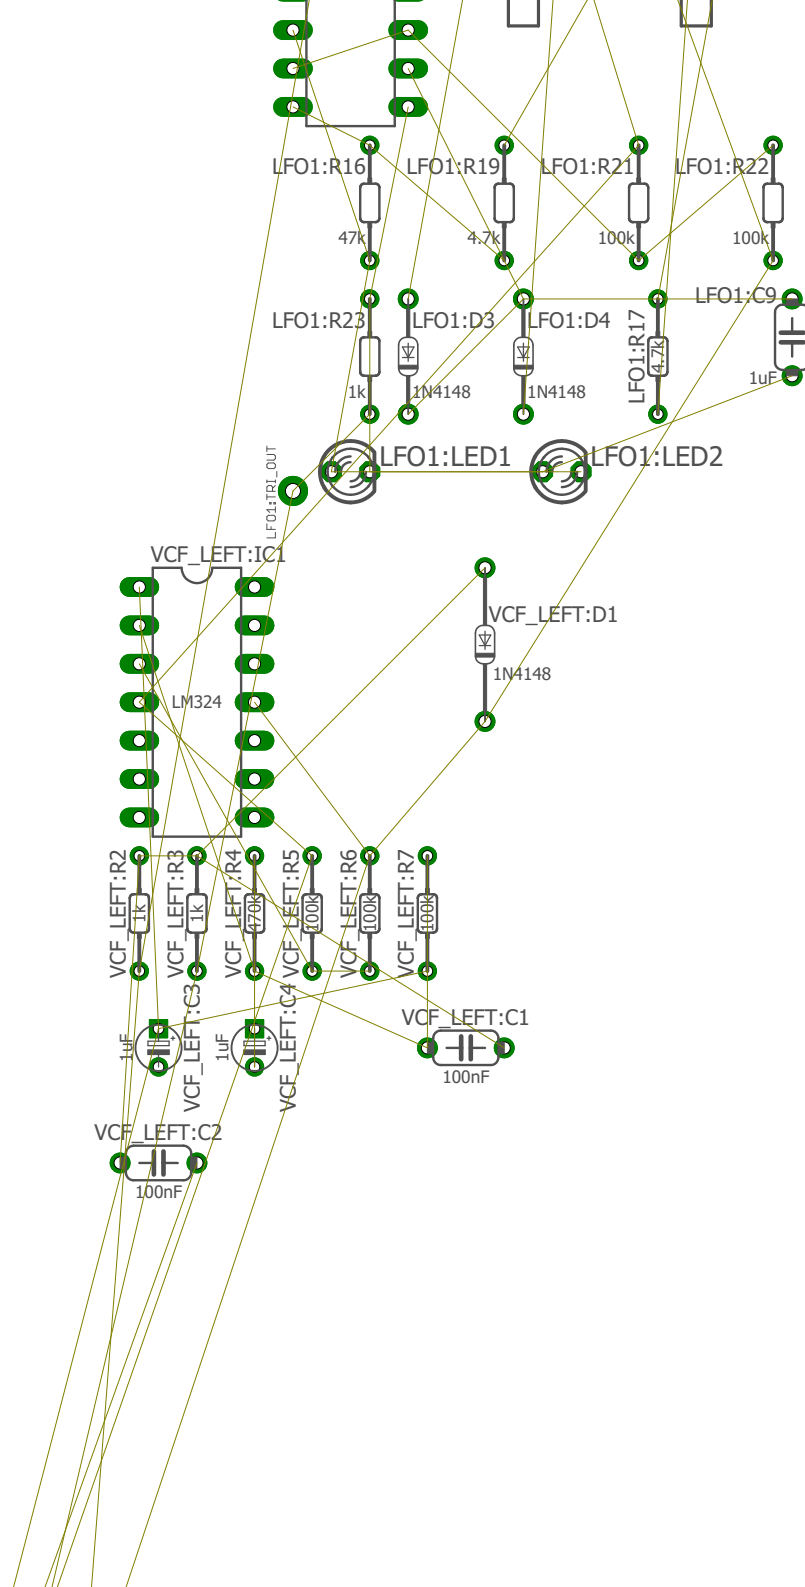 LFO1:R16
LFO1:R19
LFO1:R21
LFO1:R22
47k
4.7k
100k
100k
LFO1:R23
LFO1:D3
LFO1:D4
LFO1:R17
4.7k
LFO1:C9
1k
1N4148
1N4148
1uF
LFO1:TRI_OUT
LFO1:LED1
LFO1:LED2
VCF_LEFT:IC1
LM324
VCF_LEFT:D1
1N4148
VCF_LEFT:R2
1k
VCF_LEFT:R3
1k
VCF_LEFT:R4
470k
VCF_LEFT:R5
100k
VCF_LEFT:R6
100k
VCF_LEFT:R7
100k
1uF
+
VCF_LEFT:C3
1uF
+
VCF_LEFT:C4
VCF_LEFT:C1
100nF
VCF_LEFT:C2
100nF